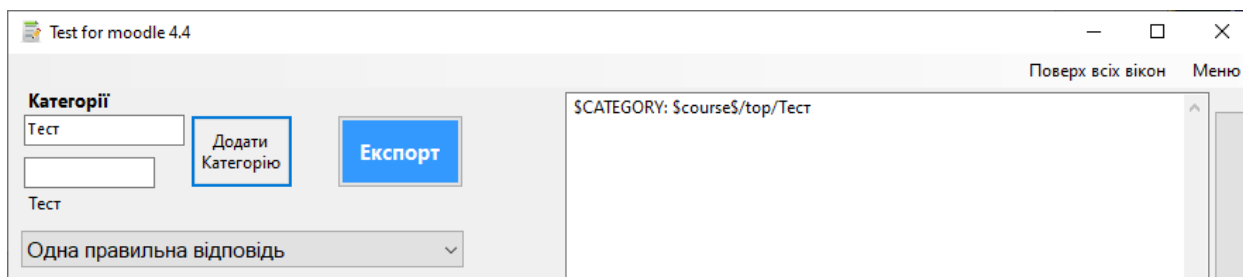 Test for moodle 4.4
Поверх всіх вікон Меню
Категорії
Тест
Додати
Категорію
Експорт
Тест
Одна правильна відповідь
$CATEGORY: $course$/top/Тест